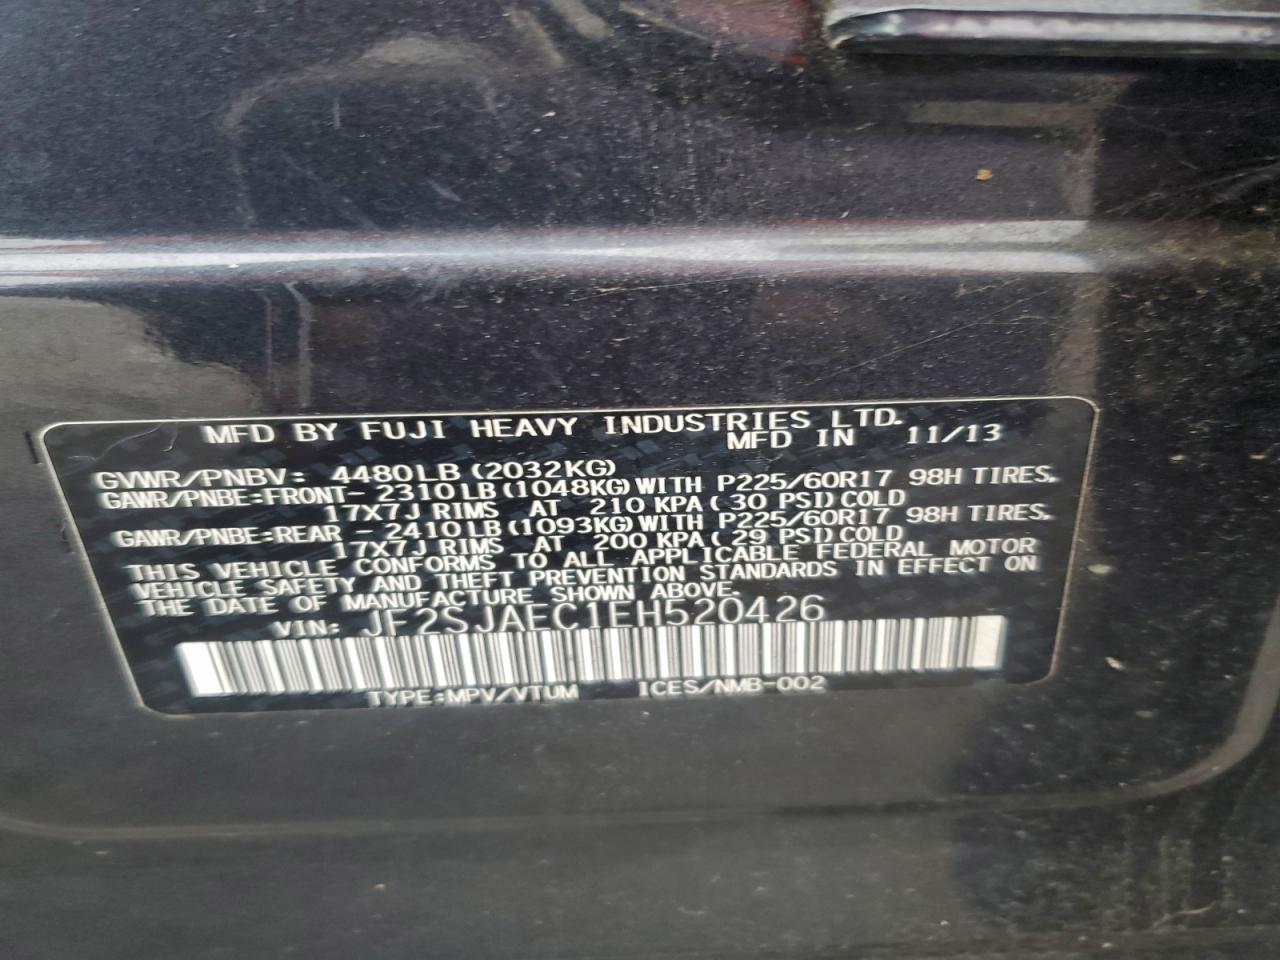 MFD BY FUJI HEAVY INDUSTRIES LTD.
MFD IN 11/13
GVWR/PNBV: 4480LB (2032KG)
GAWR/PNBE:FRONT- 2310LB(1048KG)WITH P225/60R17 98H TIRES.
17X7J RIMS AT 210 KPA(30 PSI)COLD
GAWR/PNBE:REAR - 2410LB(1093KG)WITH P225/60R17 98H TIRES.
17X7J RIMS AT 200 KPA(29 PSI)COLD
THIS VEHICLE CONFORMS TO ALL APPLICABLE FEDERAL MOTOR
VEHICLE SAFETY AND THEFT PREVENTION STANDARDS IN EFFECT ON
THE DATE OF MANUFACTURE SHOWN ABOVE.
VIN: JF2SJAEC1EH520426
TYPE:MPV/VTUM ICES/NMB-002